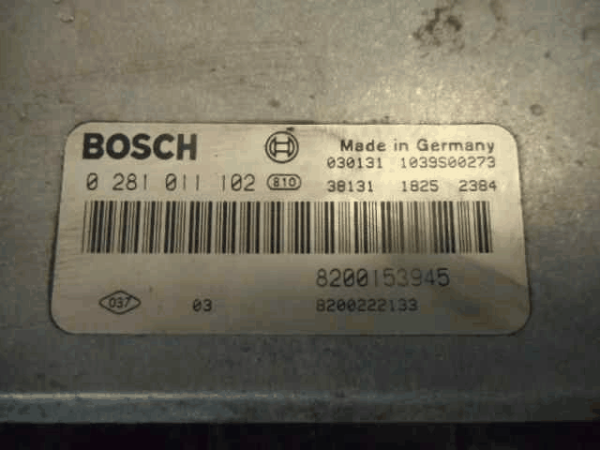 BOSCH
Made in Germany
030131 1039S00273
0 281 011 102 810
38131 1825 2384
8200153945
037 03 8200222133